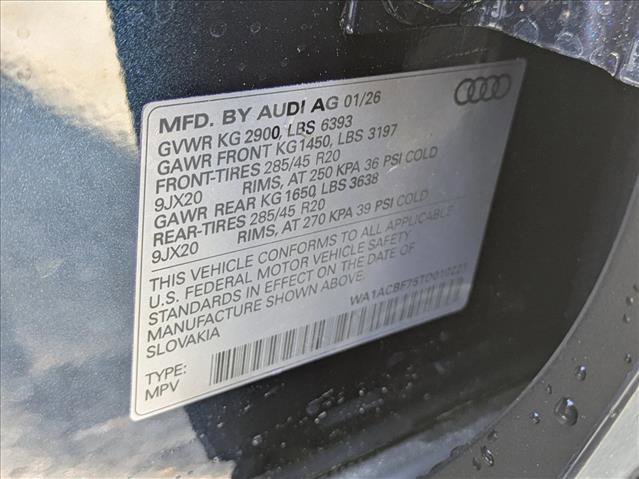 MFD. BY AUDI AG 01/26
GVWR KG 2900, LBS 6393
GAWR FRONT KG1450, LBS 3197
FRONT-TIRES 285/45 R20
9JX20 RIMS, AT 250 KPA 36 PSI COLD
GAWR REAR KG 1650, LBS 3638
REAR-TIRES 285/45 R20
9JX20 RIMS, AT 270 KPA 39 PSI COLD
THIS VEHICLE CONFORMS TO ALL APPLICABLE
U.S. FEDERAL MOTOR VEHICLE SAFETY
STANDARDS IN EFFECT ON THE DATE OF
MANUFACTURE SHOWN ABOVE.
SLOVAKIA
TYPE:
MPV